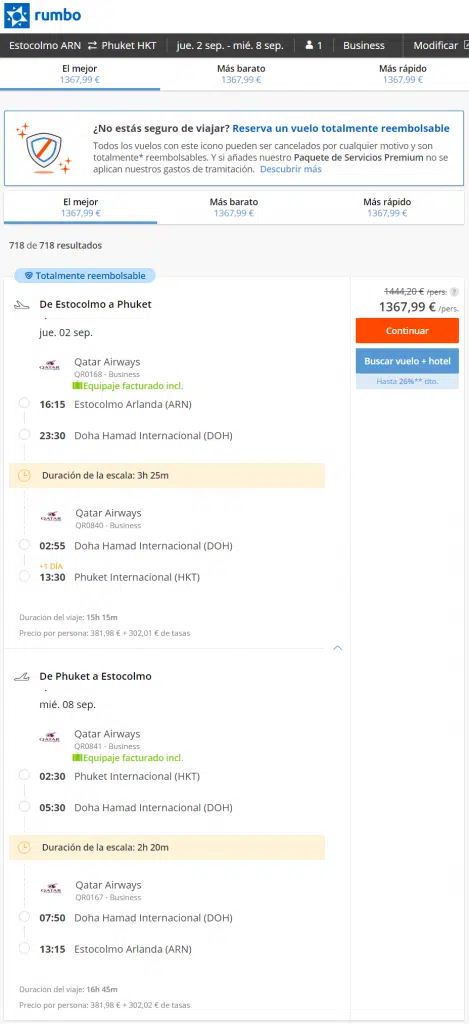 rumbo
Estocolmo ARN ⇄ Phuket HKT jue. 2 sep. - mié. 8 sep. 1 Business Modificar
El mejor Más barato Más rápido
1367,99 € 1367,99 € 1367,99 €
¿No estás seguro de viajar? Reserva un vuelo totalmente reembolsable
Todos los vuelos con este icono pueden ser cancelados por cualquier motivo y son
totalmente* reembolsables. Y si añades nuestro Paquete de Servicios Premium no se
aplican nuestros gastos de tramitación. Descubrir más
El mejor Más barato Más rápido
1367,99 € 1367,99 € 1367,99 €
718 de 718 resultados
Totalmente reembolsable
1444,20 € /pers. ?
De Estocolmo a Phuket
1367,99 € /pers.
jue. 02 sep.
Continuar
Qatar Airways
Buscar vuelo + hotel
QR0168 - Business
Hasta 26%** dto.
Equipaje facturado incl.
16:15 Estocolmo Arlanda (ARN)
23:30 Doha Hamad Internacional (DOH)
Duración de la escala: 3h 25m
QATAR
Qatar Airways
QR0840 - Business
02:55 Doha Hamad Internacional (DOH)
+1 DÍA
13:30 Phuket Internacional (HKT)
Duración del viaje: 15h 15m
Precio por persona: 381,98 € + 302,01 € de tasas
De Phuket a Estocolmo
mié. 08 sep.
QATAR
Qatar Airways
QR0841 - Business
Equipaje facturado incl.
02:30 Phuket Internacional (HKT)
05:30 Doha Hamad Internacional (DOH)
Duración de la escala: 2h 20m
QATAR
Qatar Airways
QR0167 - Business
07:50 Doha Hamad Internacional (DOH)
13:15 Estocolmo Arlanda (ARN)
Duración del viaje: 16h 45m
Precio por persona: 381,98 € + 302,02 € de tasas